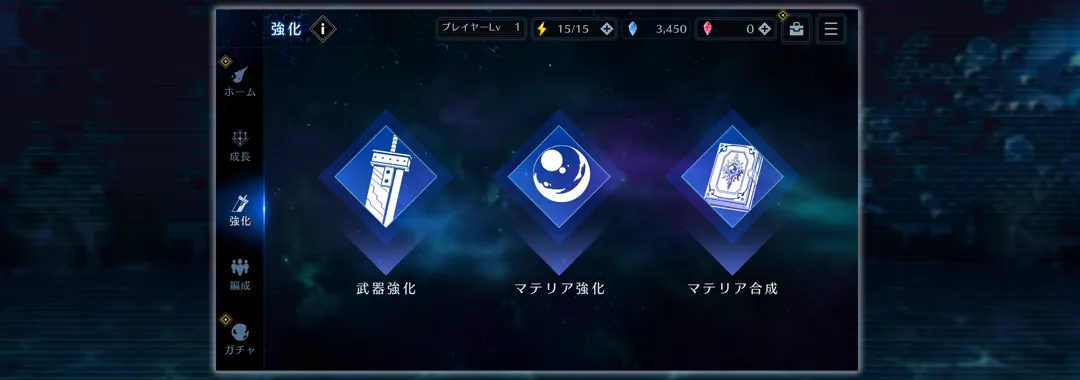 強化
プレイヤーLv 1
15/15
3,450
0
ホーム
成長
強化
編成
ガチャ
武器強化
マテリア強化
マテリア合成